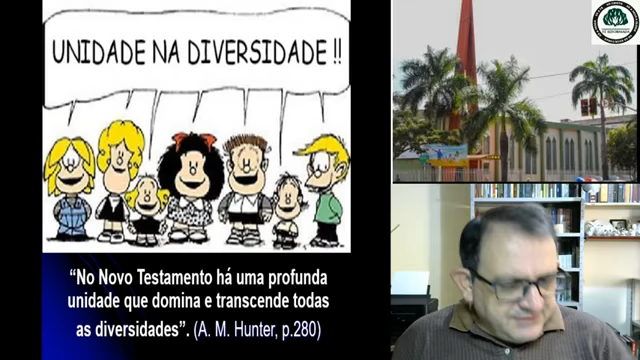 UNIDADE NA DIVERSIDADE !!
“No Novo Testamento há uma profunda
unidade que domina e transcende todas
as diversidades”. (A. M. Hunter, p.280)